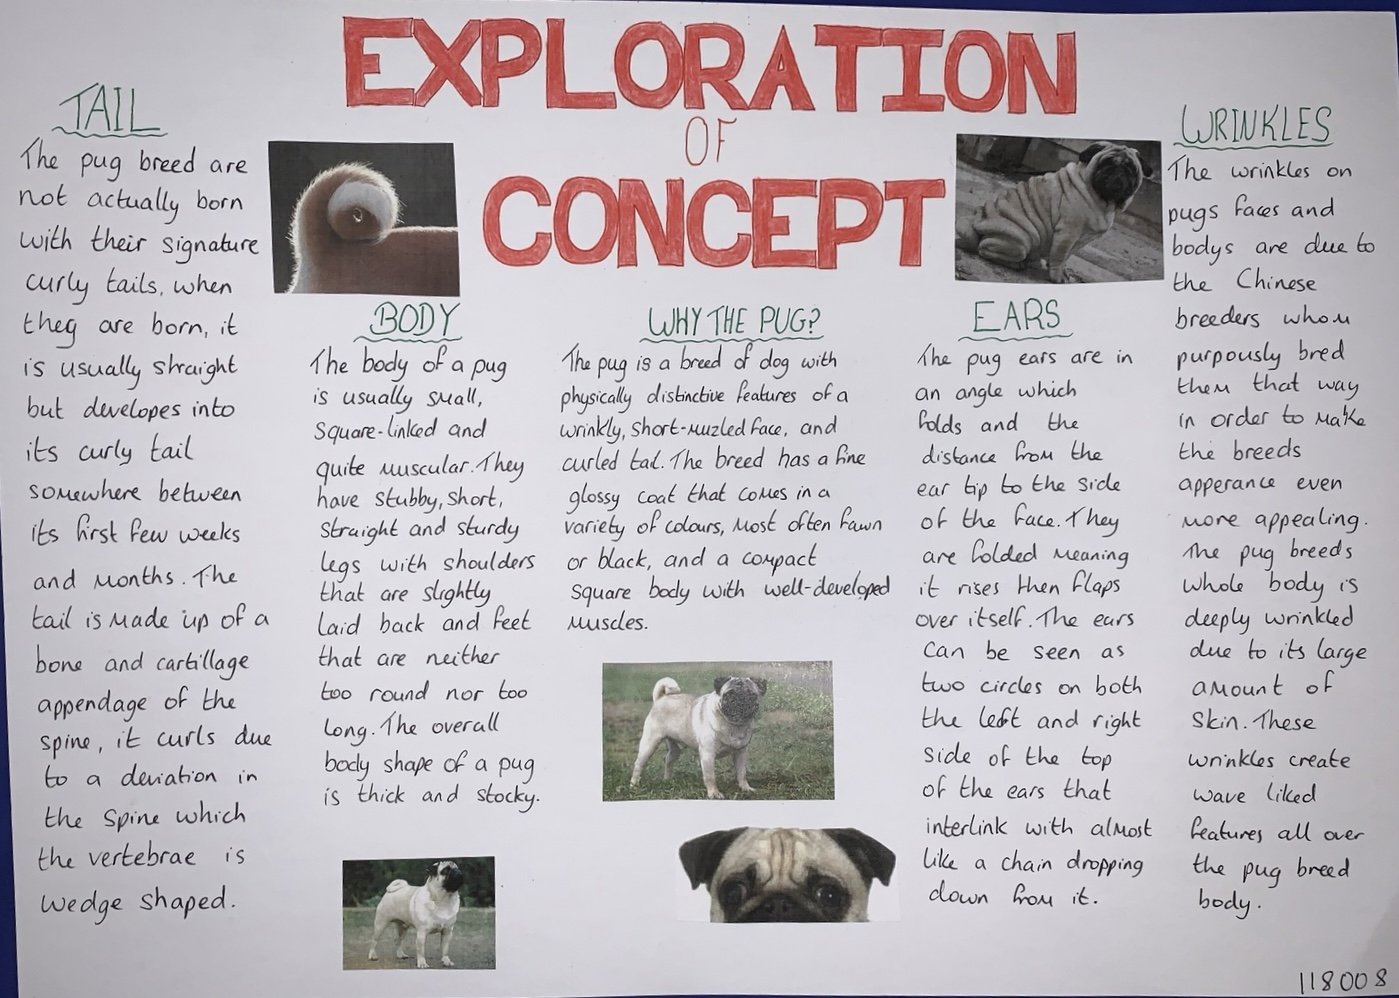 EXPLORATION
OF
CONCEPT
TAIL
The pug breed are
not actually born
with their signature
curly tails, when
they are born, it
is usually straight
but developes into
its curly tail
somewhere between
its first few weeks
and months. The
tail is made up of a
bone and cartillage
appendage of the
spine, it curls due
to a deviation in
the spine which
the vertebrae is
wedge shaped.
BODY
The body of a pug
is usually small,
square-linked and
quite muscular. They
have stubby, short,
straight and sturdy
legs with shoulders
that are slightly
laid back and feet
that are neither
too round nor too
long. The overall
body shape of a pug
is thick and stocky.
WHY THE PUG?
The pug is a breed of dog with
physically distinctive features of a
wrinkly, short-muzled face, and
curled tail. The breed has a fine
glossy coat that comes in a
variety of colours, most often fawn
or black, and a compact
square body with well-developed
muscles.
EARS
The pug ears are in
an angle which
folds and the
distance from the
ear tip to the side
of the face. They
are folded meaning
it rises then flaps
over itself. The ears
can be seen as
two circles on both
the left and right
side of the top
of the ears that
interlink with almost
like a chain dropping
down from it.
WRINKLES
The wrinkles on
pugs faces and
bodys are due to
the Chinese
breeders whom
purpously bred
them that way
in order to make
the breeds
apperance even
more appealing.
The pug breeds
whole body is
deeply wrinkled
due to its large
amount of
skin. These
wrinkles create
wave liked
features all over
the pug breed
body.
118008